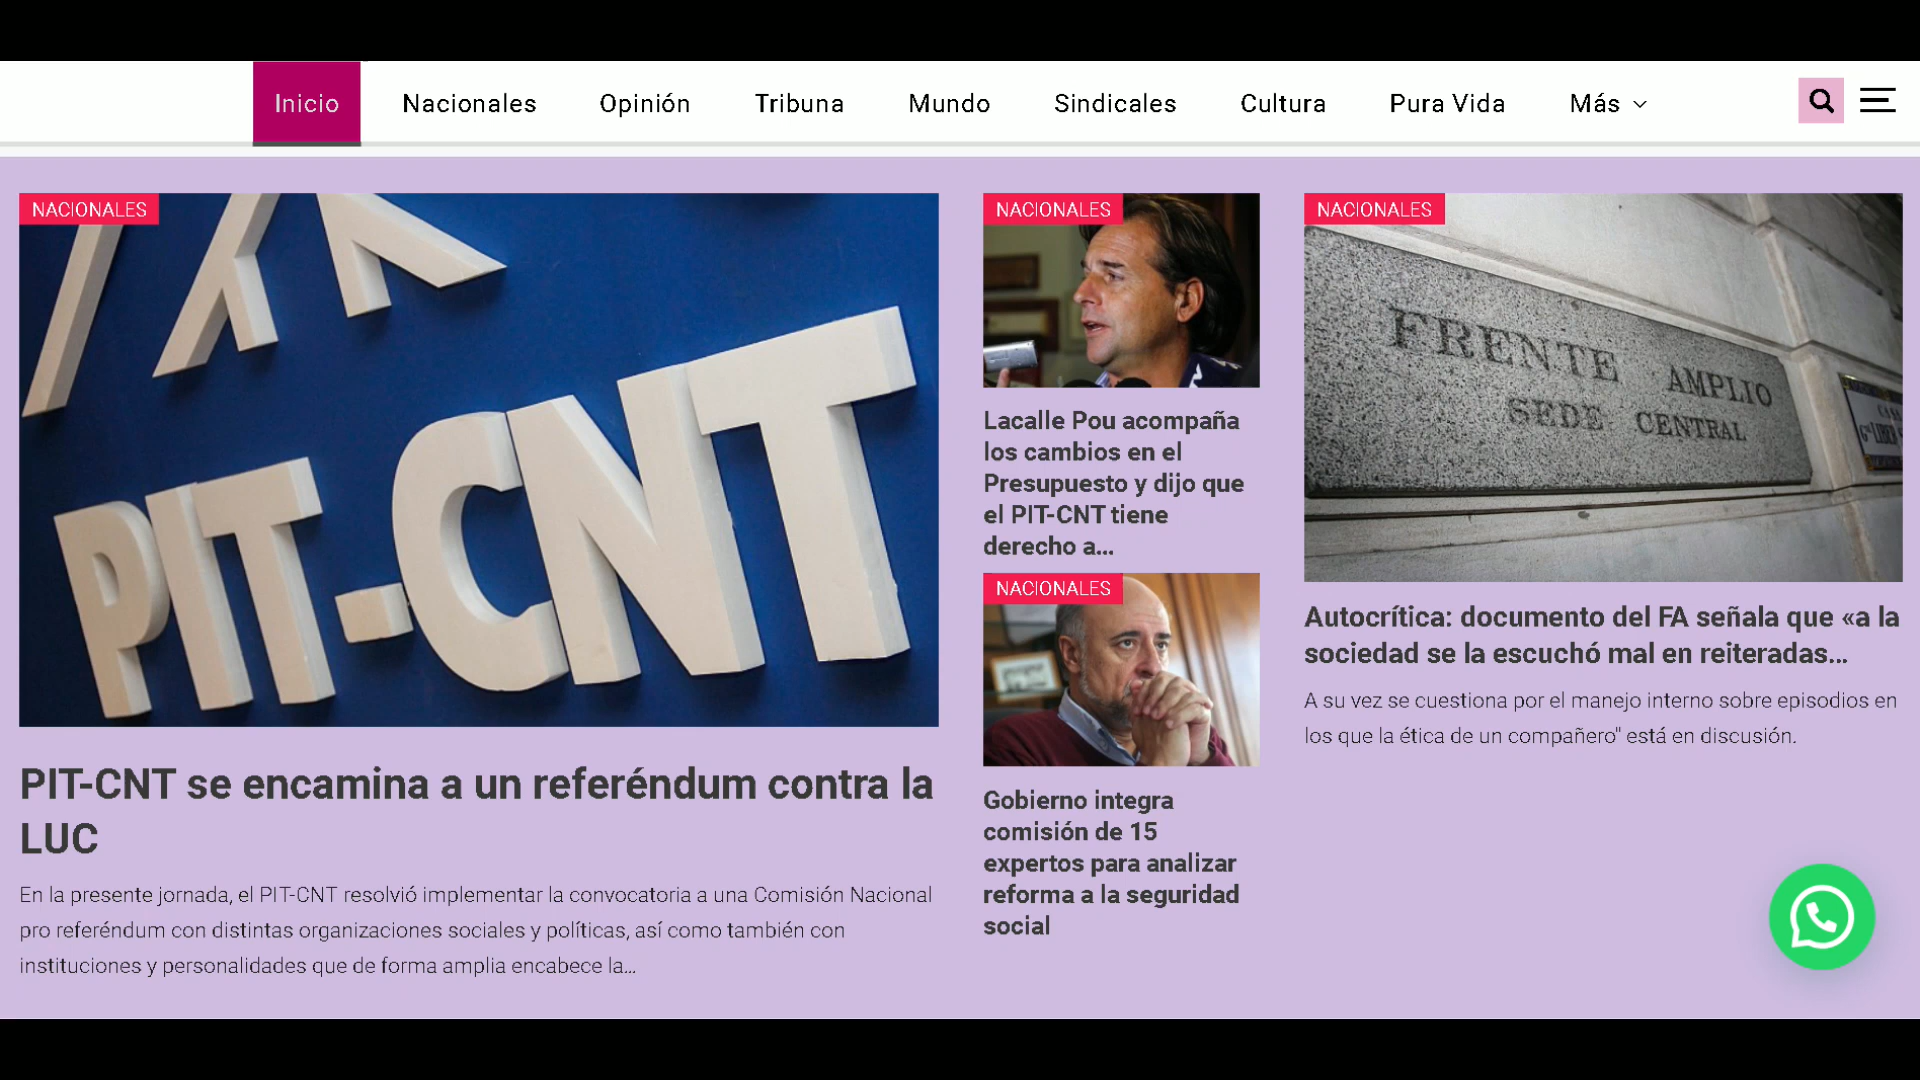 Inicio
Nacionales
Opinión
Tribuna
Mundo
Sindicales
Cultura
Pura Vida
Más
NACIONALES
PIT-CNT
PIT-CNT se encamina a un referéndum contra la
LUC
En la presente jornada, el PIT-CNT resolvió implementar la convocatoria a una Comisión Nacional
pro referéndum con distintas organizaciones sociales y políticas, así como también con
instituciones y personalidades que de forma amplia encabece la...
NACIONALES
Lacalle Pou acompaña
los cambios en el
Presupuesto y dijo que
el PIT-CNT tiene
derecho a...
NACIONALES
Gobierno integra
comisión de 15
expertos para analizar
reforma a la seguridad
social
NACIONALES
FRENTE AMPLIO
SEDE CENTRAL
Autocrítica: documento del FA señala que «a la
sociedad se la escuchó mal en reiteradas...
A su vez se cuestiona por el manejo interno sobre episodios en
los que la ética de un compañero" está en discusión.